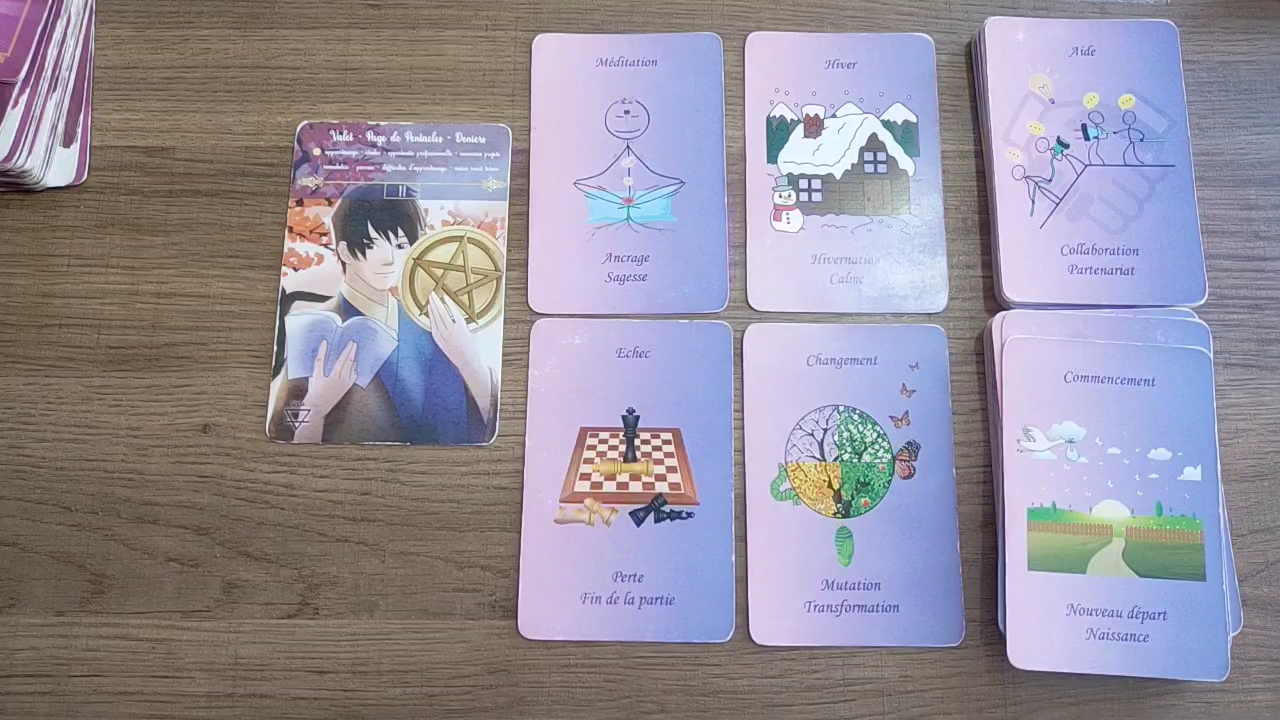 Valet - Page de Pentacles - Deniers
Méditation
Ancrage
Sagesse
Hiver
Hivernation
Calme
Aide
Collaboration
Partenariat
Echec
Perte
Fin de la partie
Changement
Mutation
Transformation
Commencement
Nouveau départ
Naissance